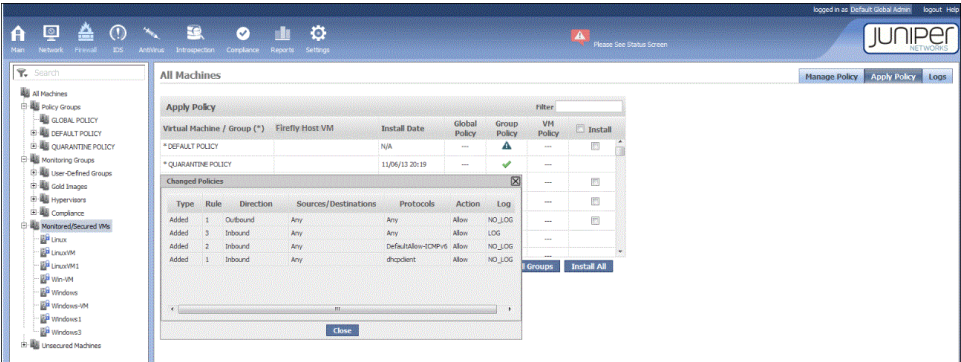 logged in as Default Global Admin logout Help
Main Network Firewall IDS AntiVirus Introspection Compliance Reports Settings
Please See Status Screen
JUNIPER
NETWORKS
Search
All Machines
Policy Groups
GLOBAL POLICY
DEFAULT POLICY
QUARANTINE POLICY
Monitoring Groups
User-Defined Groups
Gold Images
Hypervisors
Compliance
Monitored/Secured VMs
Linux
LinuxVM
LinuxVM1
Win-VM
Windows
Windows-VM
Windows1
Windows3
Unsecured Machines
All Machines
Manage Policy Apply Policy Logs
Apply Policy Filter
Virtual Machine / Group (*) Firefly Host VM Install Date Global Policy Group Policy VM Policy Install
* DEFAULT POLICY N/A --- ---
* QUARANTINE POLICY 11/06/13 20:19 --- ---
Changed Policies
Type Rule Direction Sources/Destinations Protocols Action Log
Added 1 Outbound Any Any Allow NO_LOG
Added 3 Inbound Any Any Allow LOG
Added 2 Inbound Any DefaultAllow-ICMPv6 Allow NO_LOG
Added 1 Inbound Any dhcpclient Allow NO_LOG
---
---
---
---
---
Groups Install All
Close